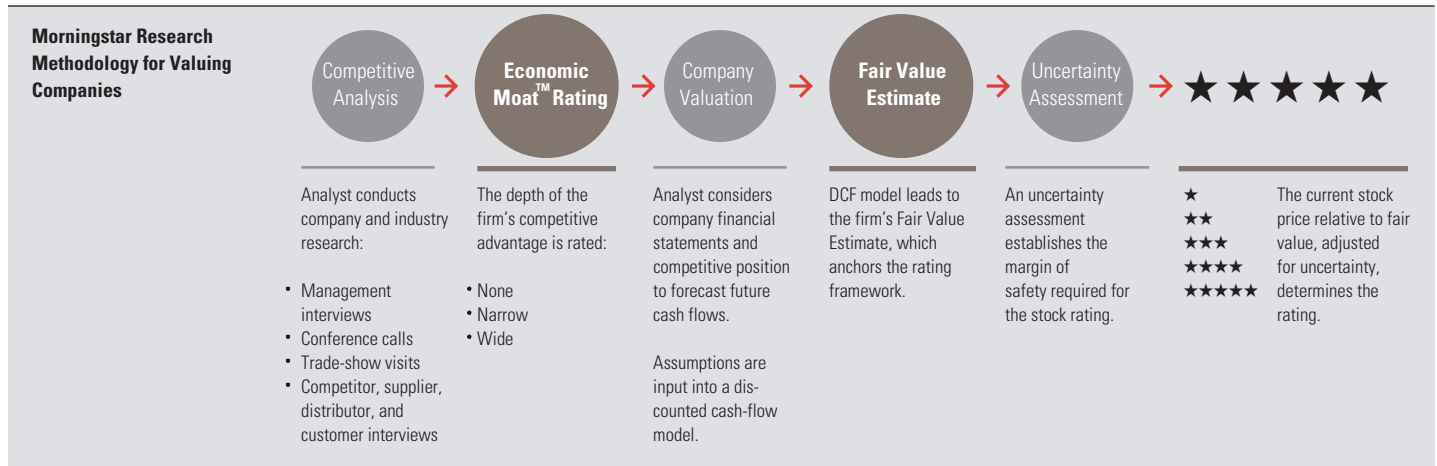 Morningstar Research
Methodology for Valuing
Companies
Competitive
Analysis
Economic
Moat™ Rating
Company
Valuation
Fair Value
Estimate
Uncertainty
Assessment
★★★★★
Analyst conducts
company and industry
research:
• Management
interviews
• Conference calls
• Trade-show visits
• Competitor, supplier,
distributor, and
customer interviews
The depth of the
firm's competitive
advantage is rated:
• None
• Narrow
• Wide
Analyst considers
company financial
statements and
competitive position
to forecast future
cash flows.
Assumptions are
input into a dis-
counted cash-flow
model.
DCF model leads to
the firm's Fair Value
Estimate, which
anchors the rating
framework.
An uncertainty
assessment
establishes the
margin of
safety required for
the stock rating.
★
★★
★★★
★★★★
★★★★★
The current stock
price relative to fair
value, adjusted
for uncertainty,
determines the
rating.